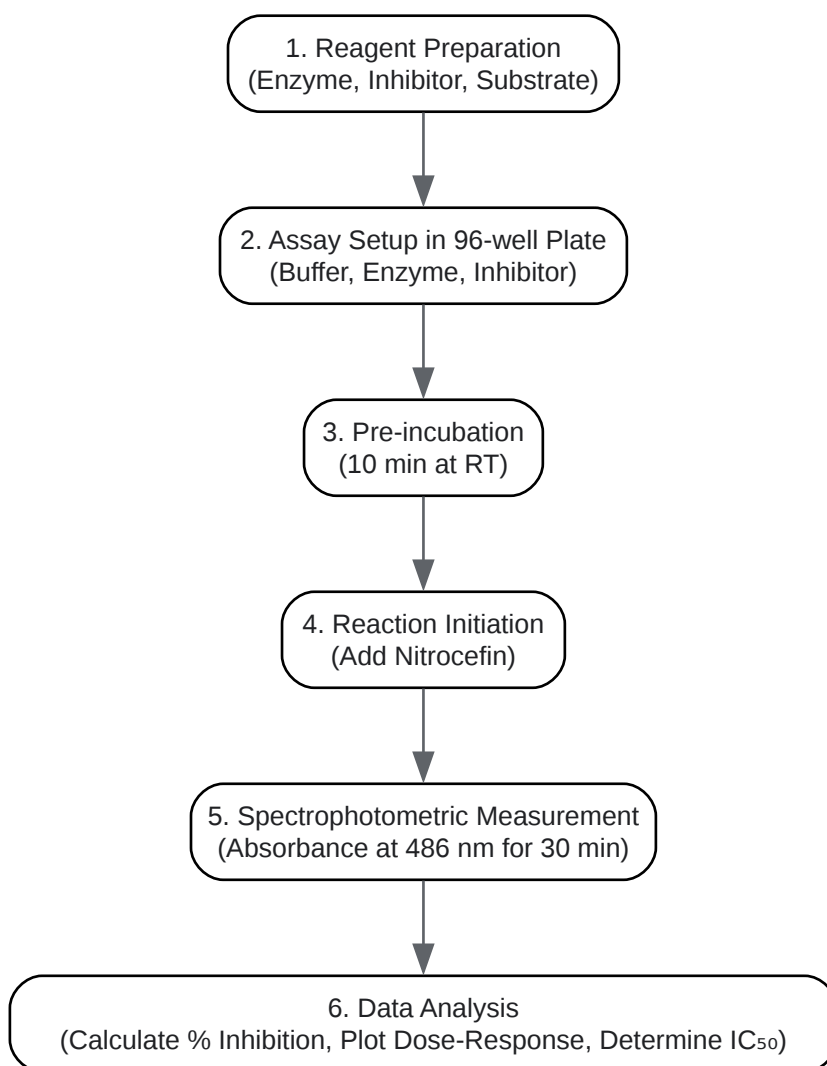 1. Reagent Preparation
(Enzyme, Inhibitor, Substrate)
2. Assay Setup in 96-well Plate
(Buffer, Enzyme, Inhibitor)
3. Pre-incubation
(10 min at RT)
4. Reaction Initiation
(Add Nitrocefin)
5. Spectrophotometric Measurement
(Absorbance at 486 nm for 30 min)
6. Data Analysis
(Calculate % Inhibition, Plot Dose-Response, Determine IC₅₀)